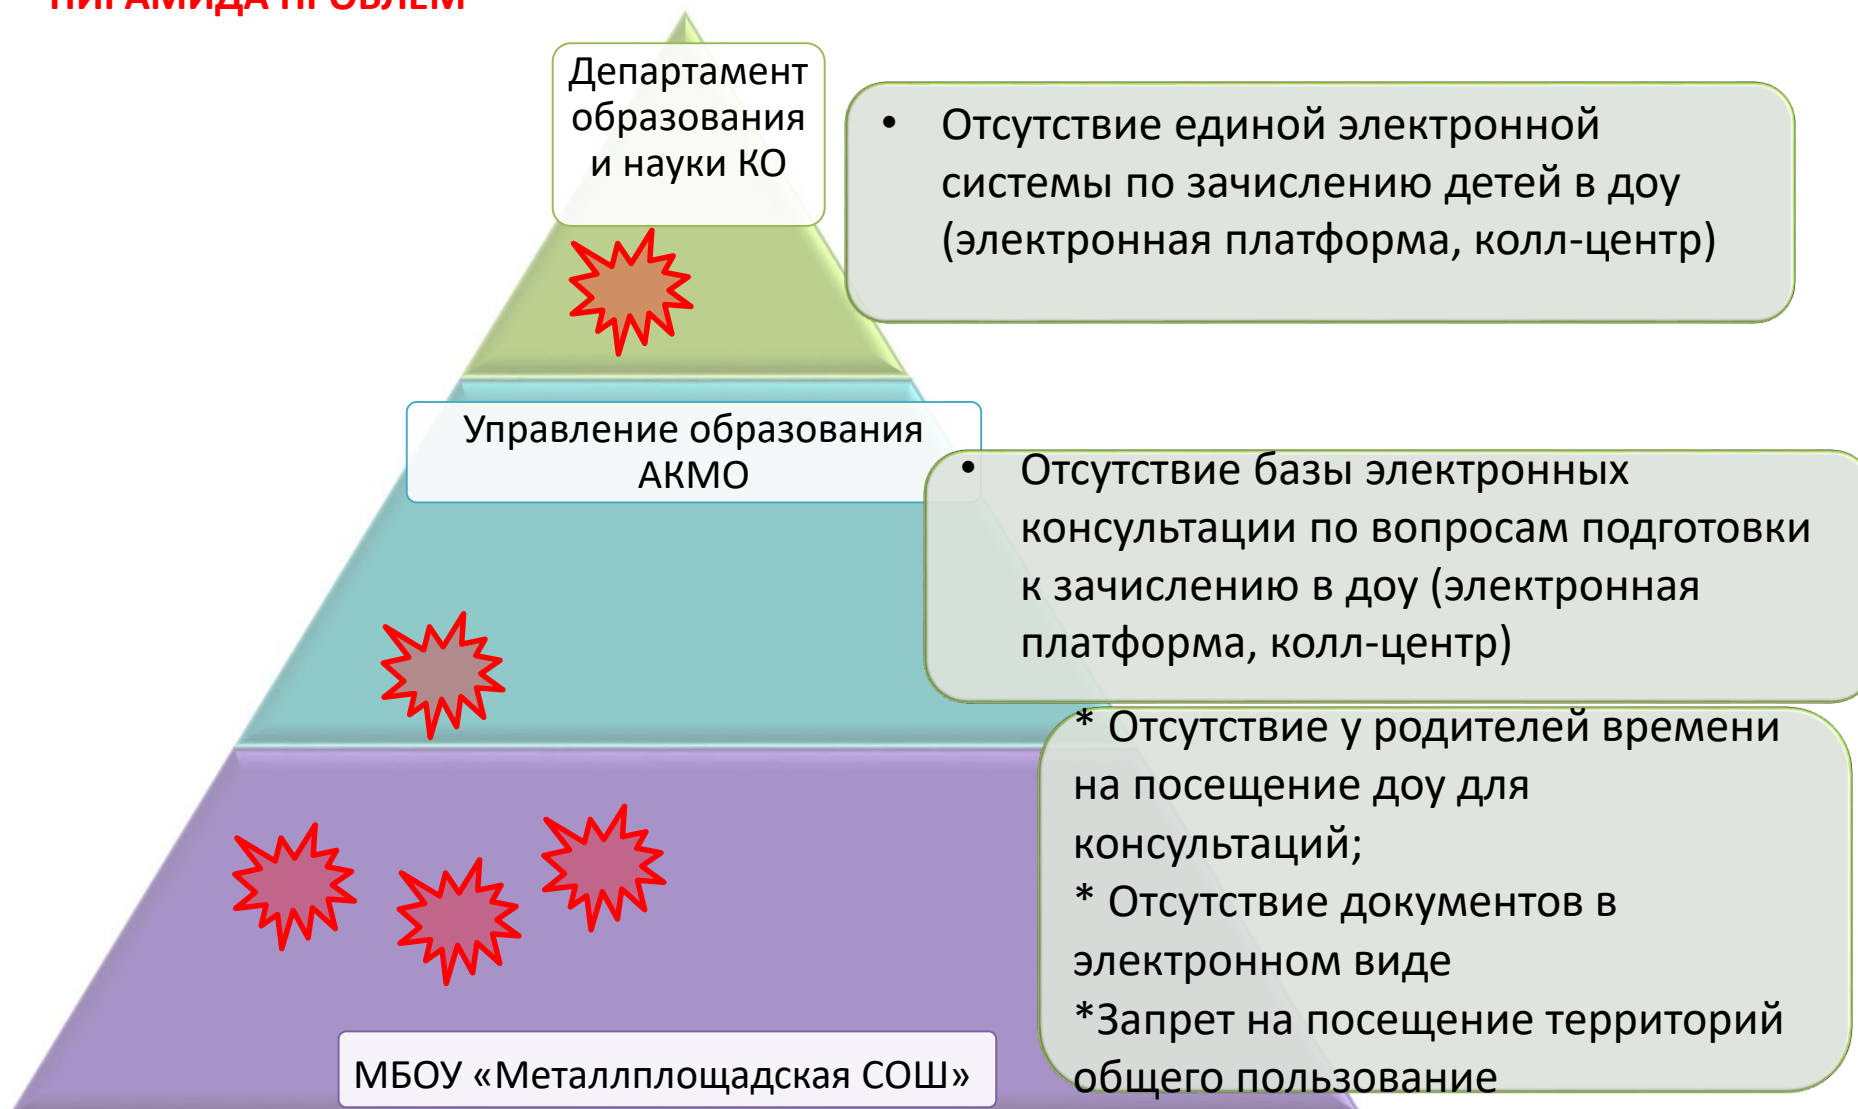 ПИРАМИДА ПРОБЛЕМ
Департамент
образования
и науки КО
• Отсутствие единой электронной
системы по зачислению детей в доу
(электронная платформа, колл-центр)
Управление образования
АКМО
• Отсутствие базы электронных
консультации по вопросам подготовки
к зачислению в доу (электронная
платформа, колл-центр)
* Отсутствие у родителей времени
на посещение доу для
консультаций;
* Отсутствие документов в
электронном виде
*Запрет на посещение территорий
общего пользование
МБОУ «Металлплощадская СОШ»